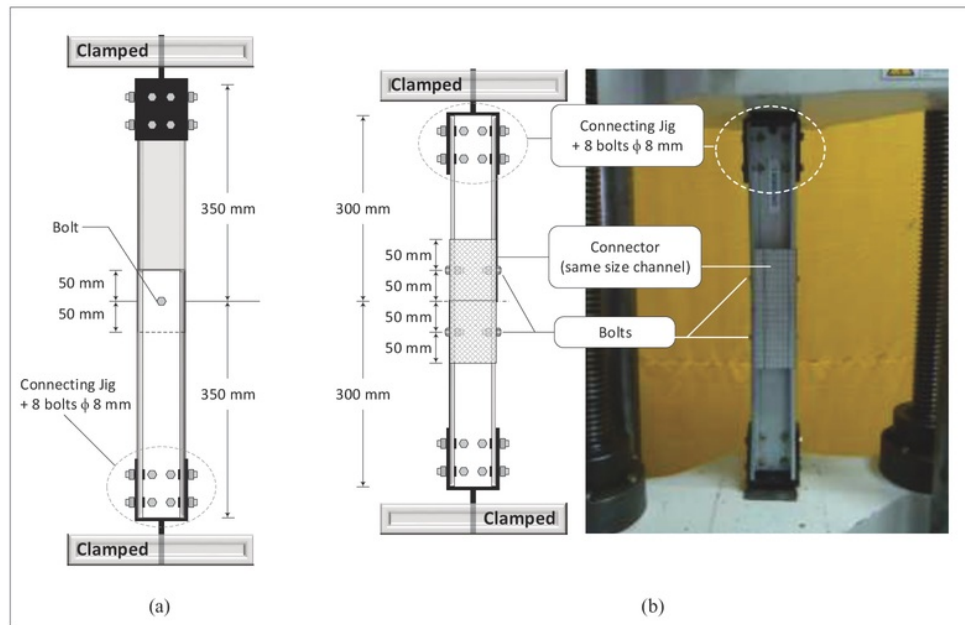 Clamped
Bolt
350 mm
50 mm
50 mm
350 mm
Connecting Jig
+ 8 bolts ϕ 8 mm
Clamped
(a)
Clamped
300 mm
50 mm
50 mm
50 mm
50 mm
300 mm
Connecting Jig
+ 8 bolts ϕ 8 mm
Connector
(same size channel)
Bolts
Clamped
(b)